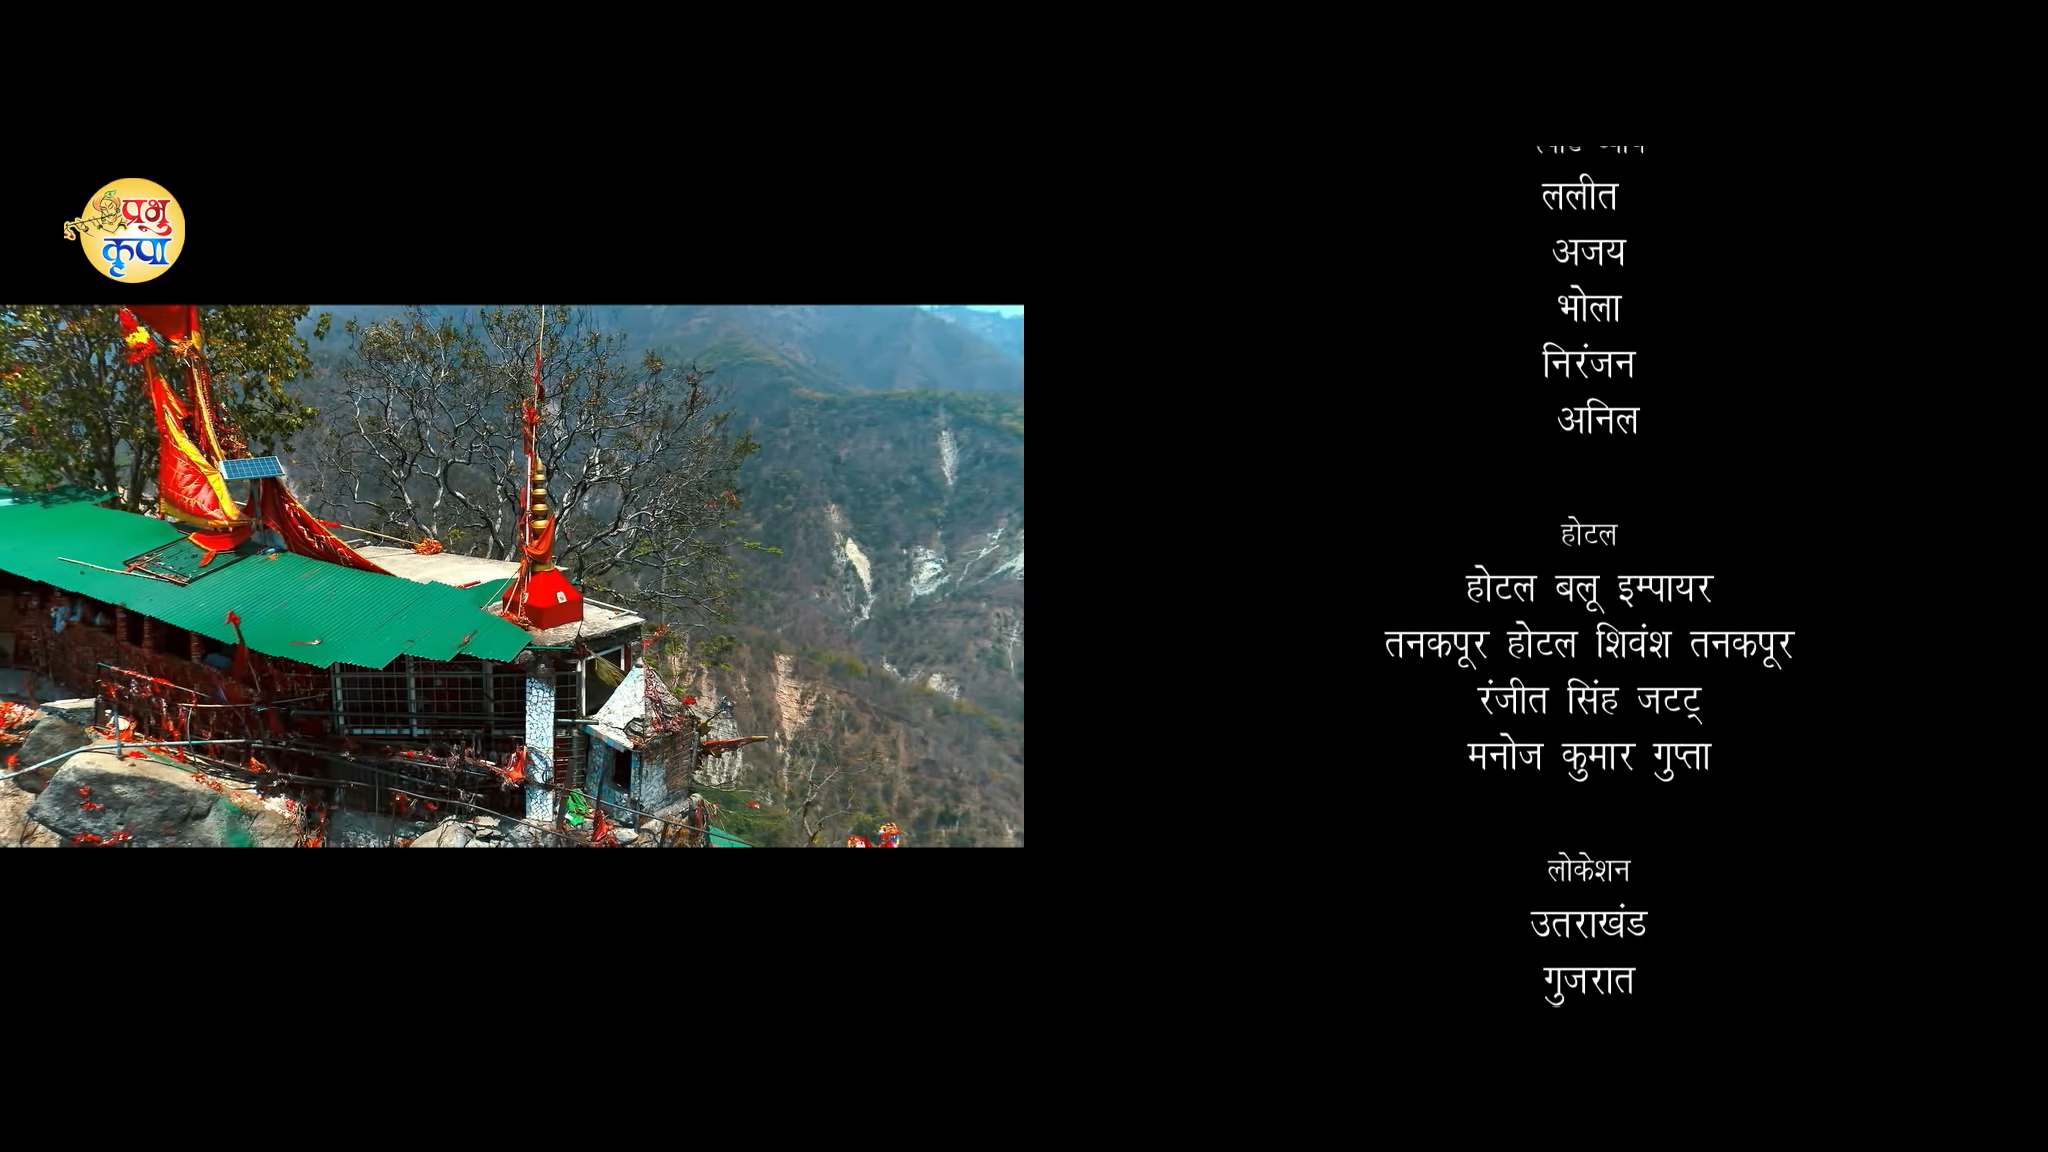 प्रभु
कृपा
ललीत
अजय
भोला
निरंजन
अनिल
होटल
होटल बलू इम्पायर
तनकपूर होटल शिवंश तनकपूर
रंजीत सिंह जटट्
मनोज कुमार गुप्ता
लोकेशन
उतराखंड
गुजरात